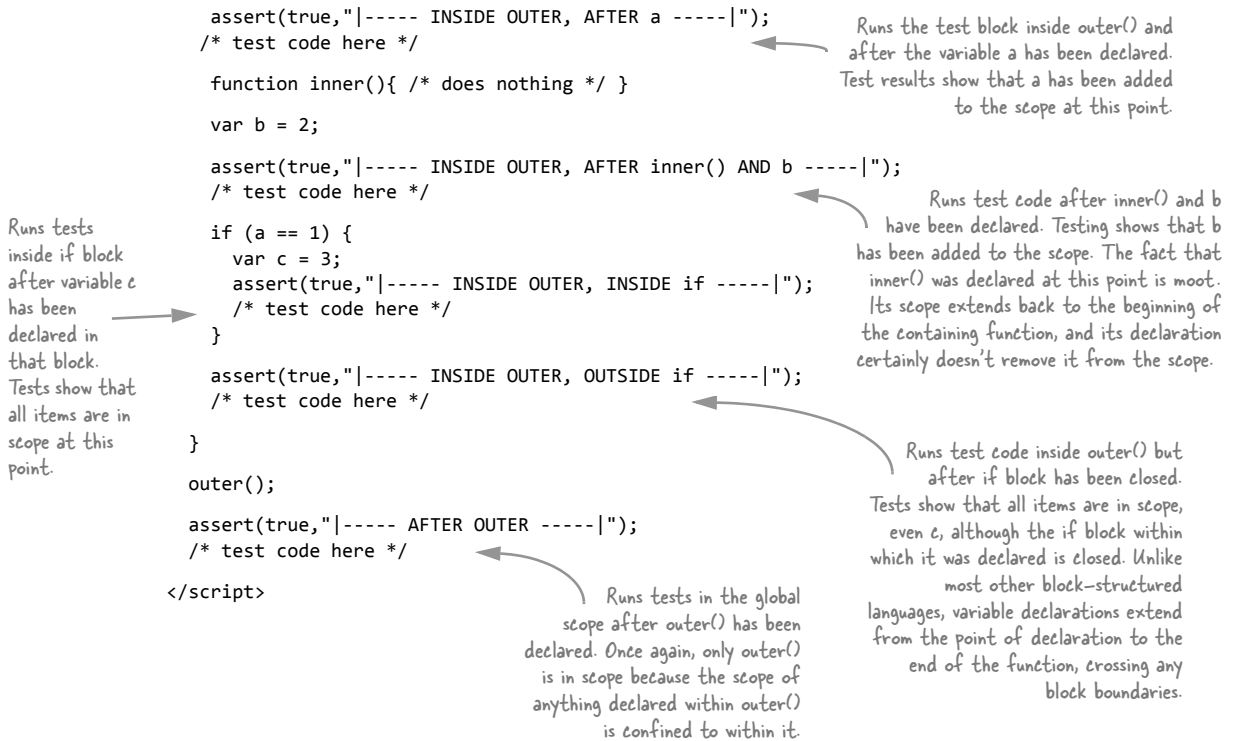 assert(true,"|----- INSIDE OUTER, AFTER a -----|");
/* test code here */
Runs the test block inside outer() and
after the variable a has been declared.
Test results show that a has been added
to the scope at this point.
function inner(){ /* does nothing */ }
var b = 2;
assert(true,"|----- INSIDE OUTER, AFTER inner() AND b -----|");
/* test code here */
Runs test code after inner() and b
have been declared. Testing shows that b
has been added to the scope. The fact that
inner() was declared at this point is moot.
Its scope extends back to the beginning of
the containing function, and its declaration
certainly doesn't remove it from the scope.
Runs tests
inside if block
after variable c
has been
declared in
that block.
Tests show that
all items are in
scope at this
point.
if (a == 1) {
var c = 3;
assert(true,"|----- INSIDE OUTER, INSIDE if -----|");
/* test code here */
}
assert(true,"|----- INSIDE OUTER, OUTSIDE if -----|");
/* test code here */
}
Runs test code inside outer() but
after if block has been closed.
Tests show that all items are in scope,
even c, although the if block within
which it was declared is closed. Unlike
most other block-structured
languages, variable declarations extend
from the point of declaration to the
end of the function, crossing any
block boundaries.
outer();
assert(true,"|----- AFTER OUTER -----|");
/* test code here */
</script>
Runs tests in the global
scope after outer() has been
declared. Once again, only outer()
is in scope because the scope of
anything declared within outer()
is confined to within it.